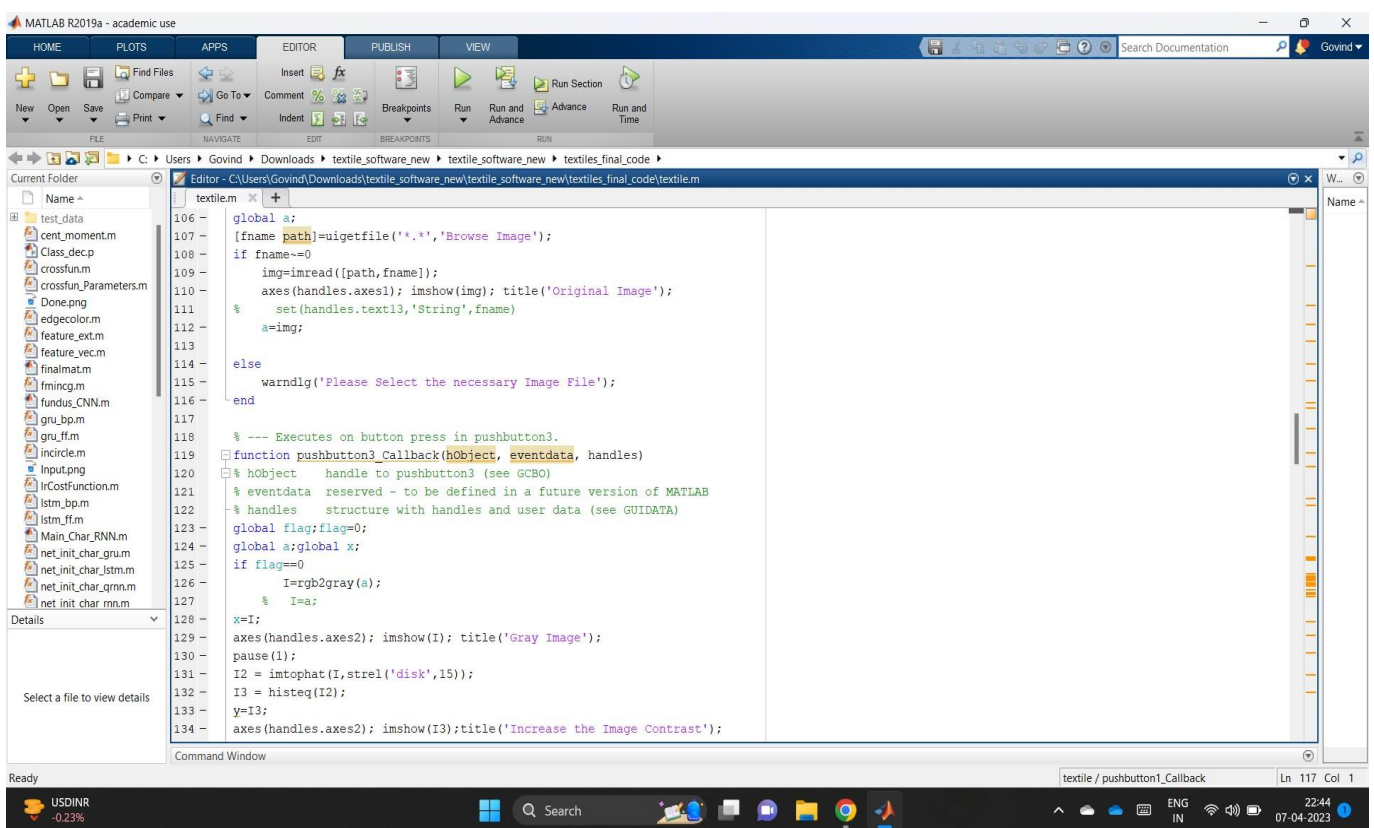 MATLAB R2019a - academic use
HOME PLOTS APPS EDITOR PUBLISH VIEW Search Documentation Govind
New Open Save Find Files Compare Print
FILE
Go To Find
NAVIGATE
Insert fx
Comment
Indent
EDIT
Breakpoints
BREAKPOINTS
Run Run and Advance Run Section Advance Run and Time
RUN
C: Users Govind Downloads textile_software_new textile_software_new textiles_final_code
Current Folder
Name
test_data
cent_moment.m
Class_dec.p
crossfun.m
crossfun_Parameters.m
Done.png
edgecolor.m
feature_ext.m
feature_vec.m
finalmat.m
fmincg.m
fundus_CNN.m
gru_bp.m
gru_ff.m
incircle.m
Input.png
lrCostFunction.m
lstm_bp.m
lstm_ff.m
Main_Char_RNN.m
net_init_char_gru.m
net_init_char_lstm.m
net_init_char_qrnn.m
net_init_char_rnn.m
Details
Select a file to view details
Editor - C:\Users\Govind\Downloads\textile_software_new\textile_software_new\textiles_final_code\textile.m
textile.m +
106 - global a;
107 - [fname path]=uigetfile('*.*','Browse Image');
108 - if fname~=0
109 - img=imread([path,fname]);
110 - axes(handles.axes1); imshow(img); title('Original Image');
111 % set(handles.text13,'String',fname)
112 - a=img;
113
114 - else
115 - warndlg('Please Select the necessary Image File');
116 - end
117
118 % --- Executes on button press in pushbutton3.
119 function pushbutton3_Callback(hObject, eventdata, handles)
120 % hObject handle to pushbutton3 (see GCBO)
121 % eventdata reserved - to be defined in a future version of MATLAB
122 % handles structure with handles and user data (see GUIDATA)
123 - global flag;flag=0;
124 - global a;global x;
125 - if flag==0
126 - I=rgb2gray(a);
127 % I=a;
128 - x=I;
129 - axes(handles.axes2); imshow(I); title('Gray Image');
130 - pause(1);
131 - I2 = imtophat(I,strel('disk',15));
132 - I3 = histeq(I2);
133 - y=I3;
134 - axes(handles.axes2); imshow(I3);title('Increase the Image Contrast');
W...
Name
Command Window
Ready
textile / pushbutton1_Callback Ln 117 Col 1
USDINR
-0.23%
Search
ENG
IN
22:44
07-04-2023
1